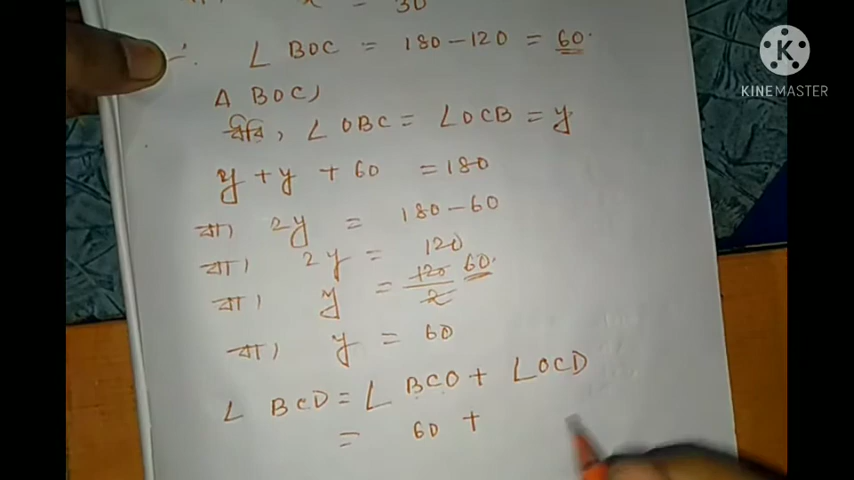 x = 30
∴ ∠ BOC = 180-120 = 60.
KINEMASTER
Δ BOC,
ধরি, ∠OBC = ∠OCB = y
y + y + 60 = 180
বা। 2y = 180-60
বা। 2y = 120
বা। y = 120/2 60.
বা। y = 60
∠ BCD = ∠ BCO + ∠OCD
= 60 +